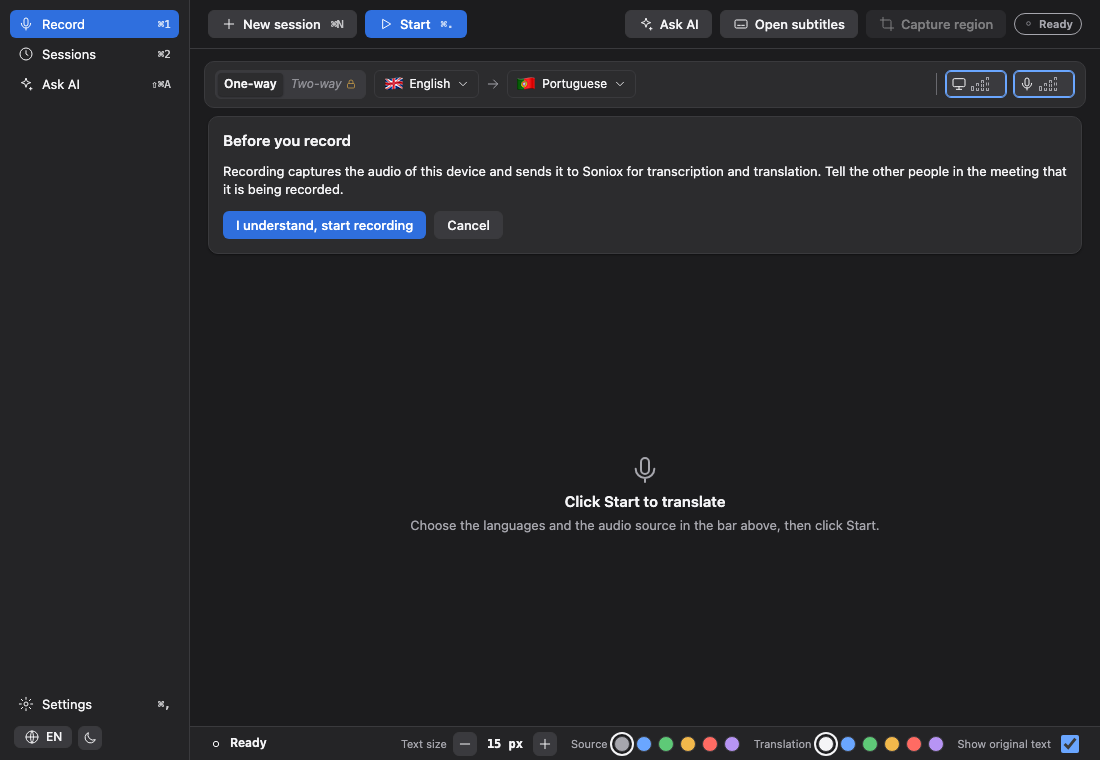 Record ⌘1
Sessions ⌘2
Ask AI ⇧⌘A
New session ⌘N
Start ⌘.
Ask AI
Open subtitles
Capture region
Ready
One-way
Two-way
English
Portuguese
Before you record
Recording captures the audio of this device and sends it to Soniox for transcription and translation. Tell the other people in the meeting that
it is being recorded.
I understand, start recording
Cancel
Click Start to translate
Choose the languages and the audio source in the bar above, then click Start.
Settings ⌘,
EN
Ready
Text size
15 px
Source
Translation
Show original text